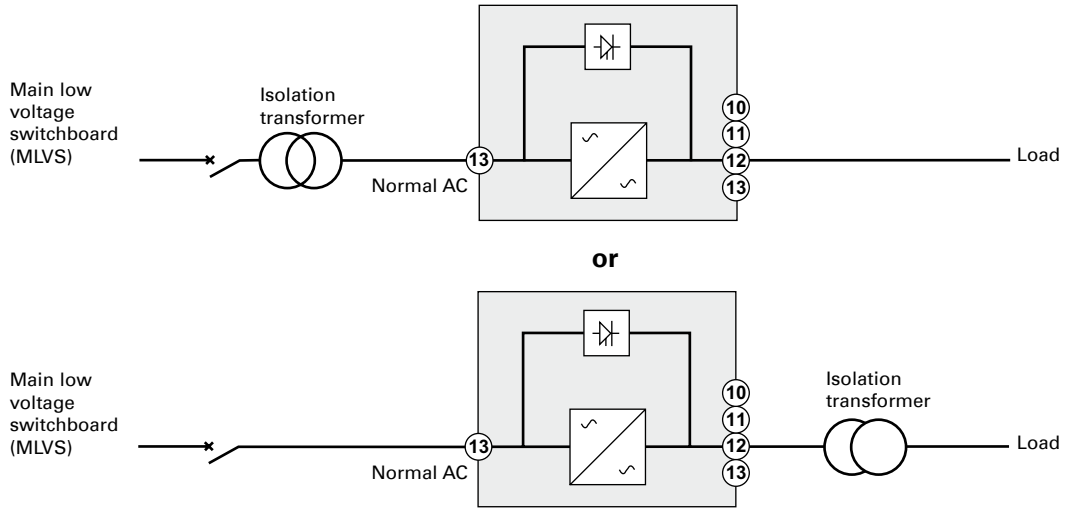 Main low
voltage
switchboard
(MLVS)
Isolation
transformer
13
Normal AC
10
11
12
13
Load
or
Main low
voltage
switchboard
(MLVS)
13
Normal AC
10
11
12
13
Isolation
transformer
Load